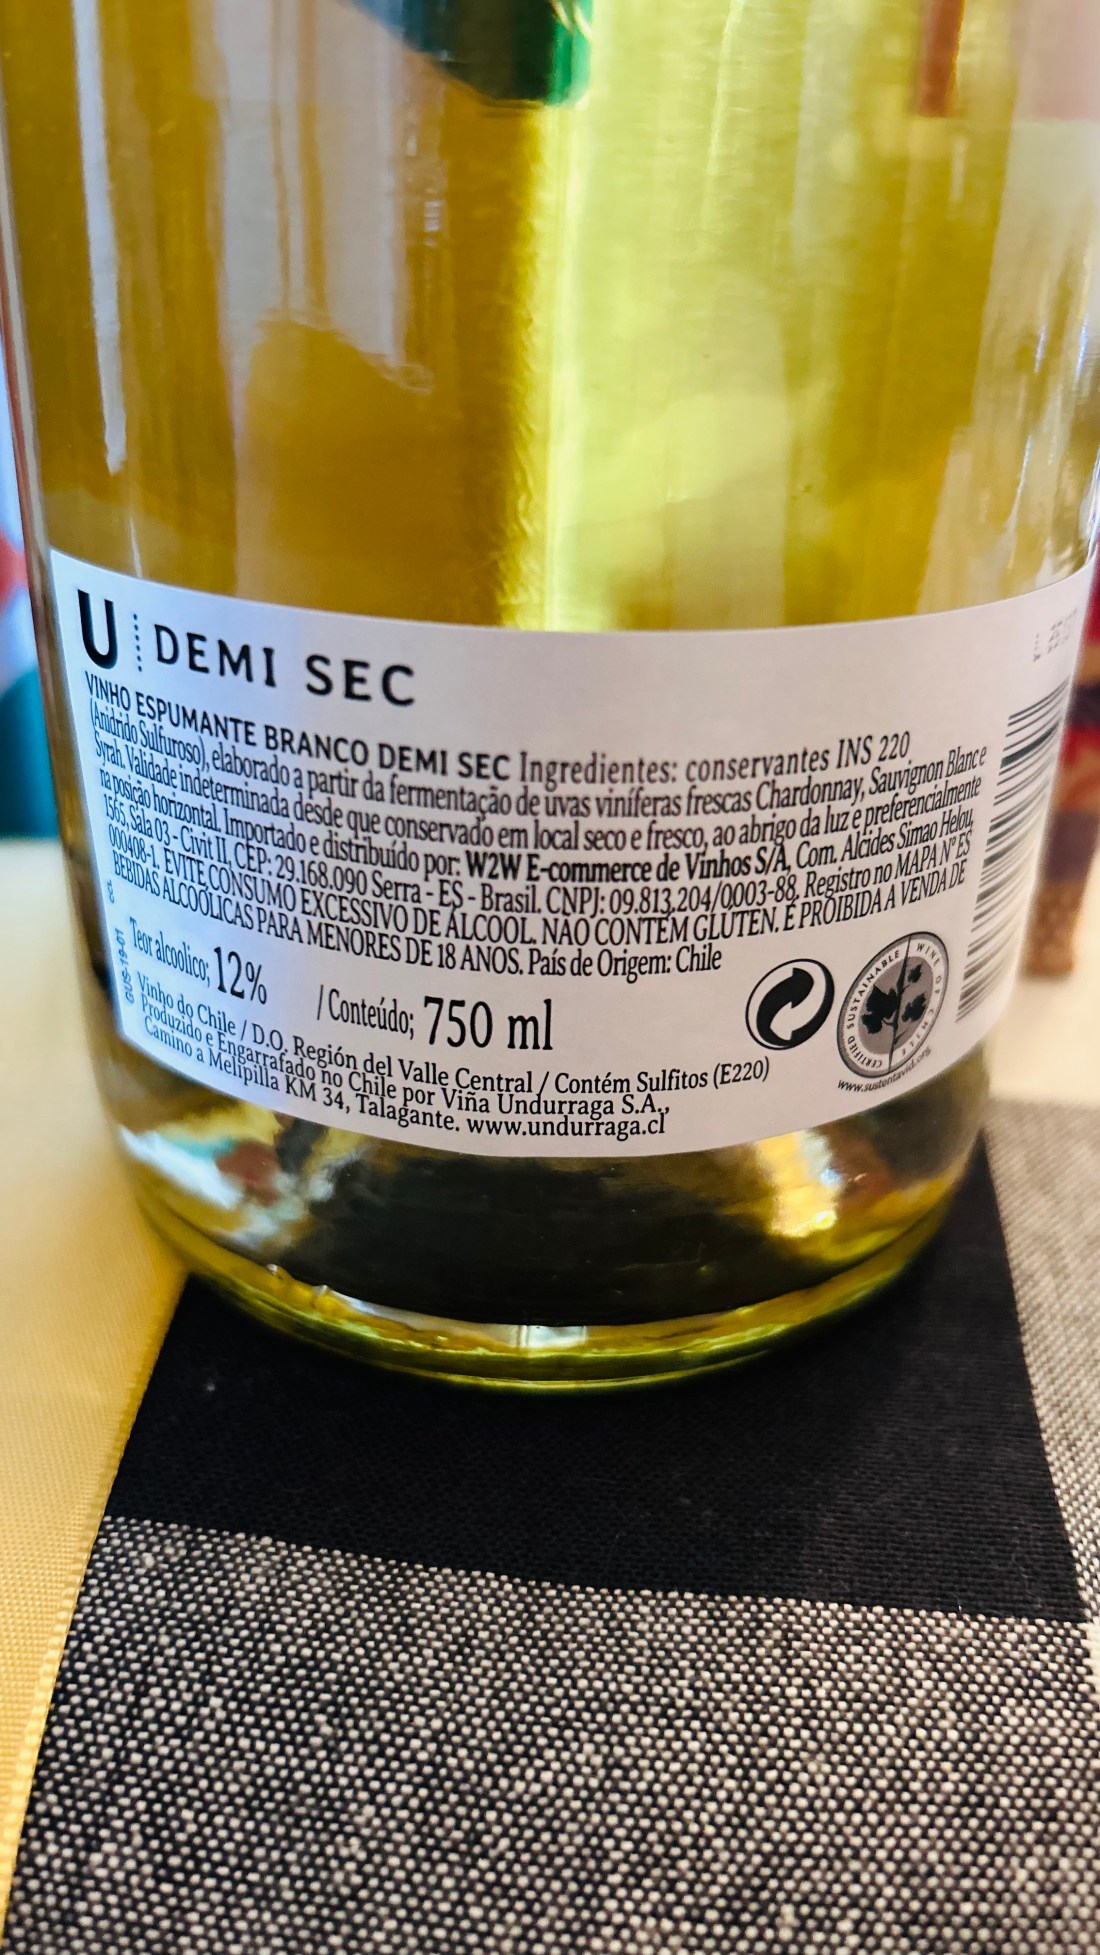 U DEMI SEC
VINHO ESPUMANTE BRANCO DEMI SEC Ingredientes: conservantes INS 220
(Anidrido Sulfuroso), elaborado a partir da fermentação de uvas viníferas frescas Chardonnay, Sauvignon Blanc e
Syrah. Validade indeterminada desde que conservado em local seco e fresco, ao abrigo da luz e preferencialmente
na posição horizontal. Importado e distribuído por: W2W E-commerce de Vinhos S/A, Com. Alcides Simao Helou,
1565, Sala 03 - Civit II, CEP: 29.168.090 Serra - ES - Brasil. CNPJ: 09.813.204/0003-88. Registro no MAPA N° ES
000408-1. EVITE CONSUMO EXCESSIVO DE ÁLCOOL. NÃO CONTÉM GLÚTEN. É PROIBIDA A VENDA DE
BEBIDAS ALCOÓLICAS PARA MENORES DE 18 ANOS. País de Origem: Chile
Teor alcoolico; 12% / Conteúdo; 750 ml
Vinho do Chile / D.O. Región del Valle Central / Contém Sulfitos (E220)
Produzido e Engarrafado no Chile por Viña Undurraga S.A.,
Camino a Melipilla KM 34, Talagante. www.undurraga.cl
GUS-19-01
CERTIFIED SUSTAINABLE WINE OF CHILE
www.sustentavid.org